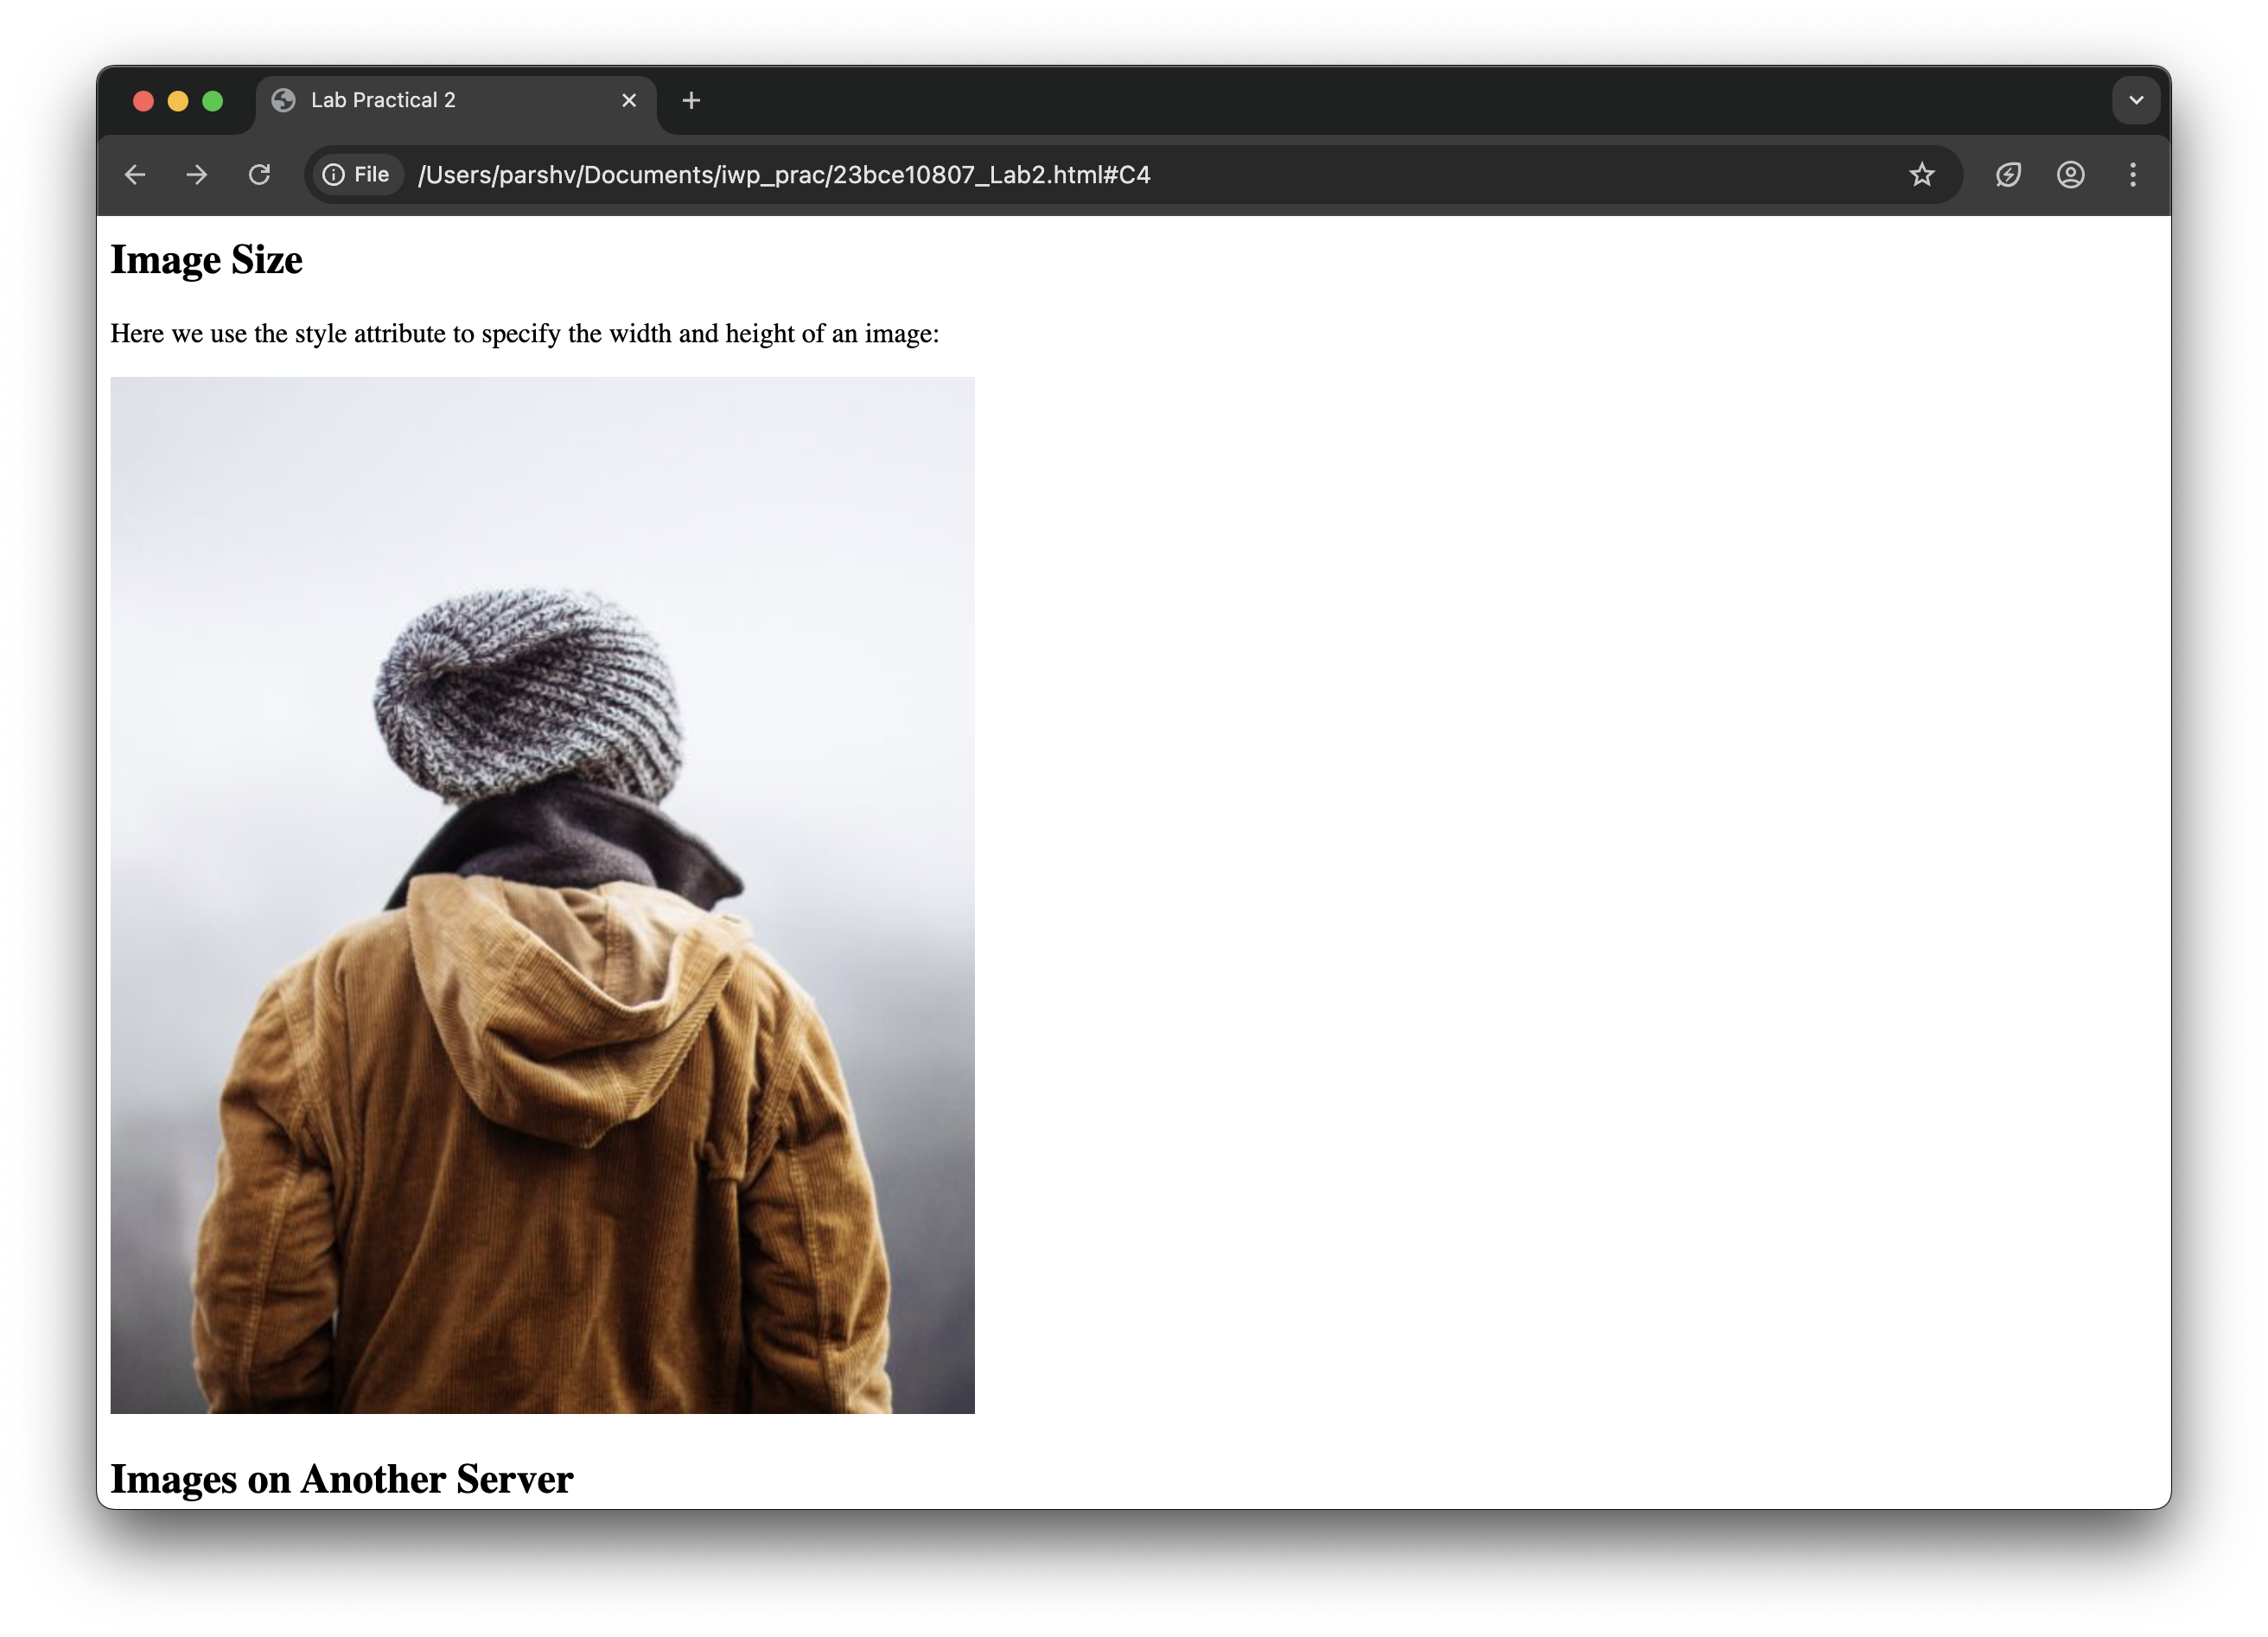 Lab Practical 2
File /Users/parshv/Documents/iwp_prac/23bce10807_Lab2.html#C4
Image Size
Here we use the style attribute to specify the width and height of an image:
Images on Another Server